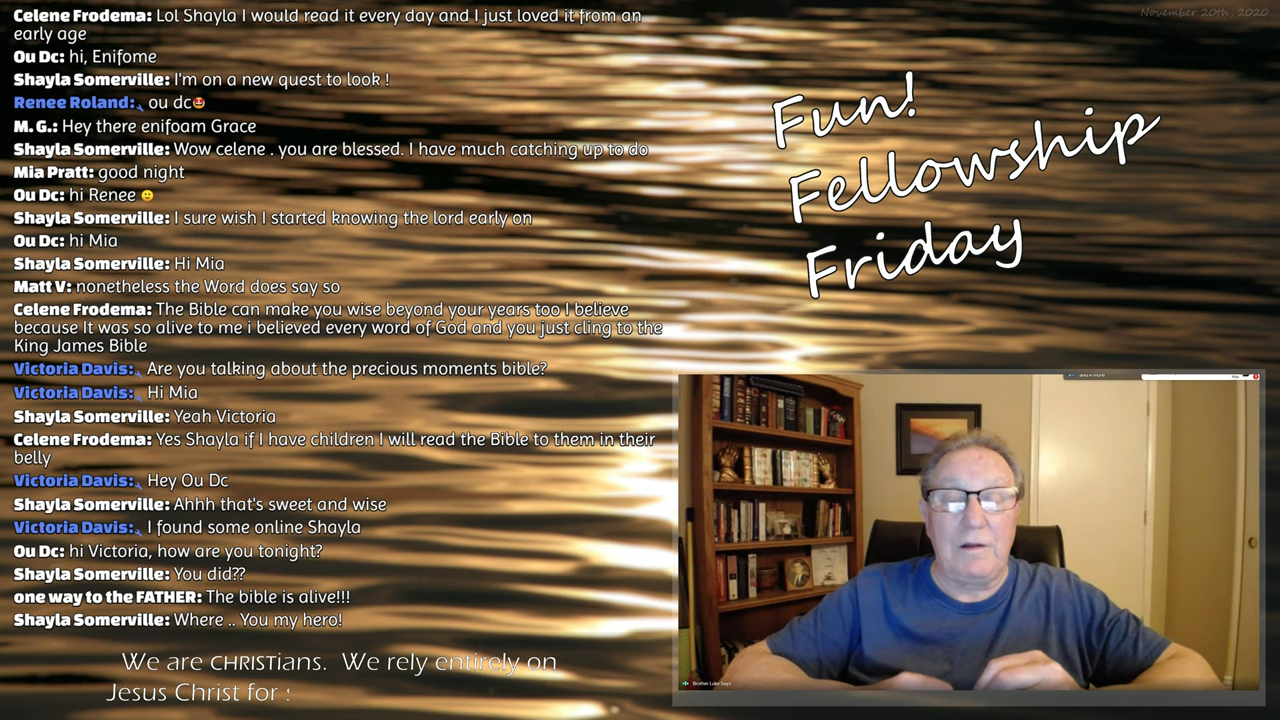 Celene Frodema: Lol Shayla I would read it every day and I just loved it from an
early age
Ou Dc: hi, Enifome
Shayla Somerville: I'm on a new quest to look !
Renee Roland: ou dc🤩
M. G.: Hey there enifoam Grace
Shayla Somerville: Wow celene . you are blessed. I have much catching up to do
Mia Pratt: good night
Ou Dc: hi Renee 🙂
Shayla Somerville: I sure wish I started knowing the lord early on
Ou Dc: hi Mia
Shayla Somerville: Hi Mia
Matt V: nonetheless the Word does say so
Celene Frodema: The Bible can make you wise beyond your years too I believe
because It was so alive to me i believed every word of God and you just cling to the
King James Bible
Victoria Davis: Are you talking about the precious moments bible?
Victoria Davis: Hi Mia
Shayla Somerville: Yeah Victoria
Celene Frodema: Yes Shayla if I have children I will read the Bible to them in their
belly
Victoria Davis: Hey Ou Dc
Shayla Somerville: Ahhh that's sweet and wise
Victoria Davis: I found some online Shayla
Ou Dc: hi Victoria, how are you tonight?
Shayla Somerville: You did??
one way to the FATHER: The bible is alive!!!
Shayla Somerville: Where .. You my hero!
We are CHRISTians. We rely entirely on
Jesus Christ for
November 20th, 2020
Fun!
Fellowship
Friday
Brother Luke Says